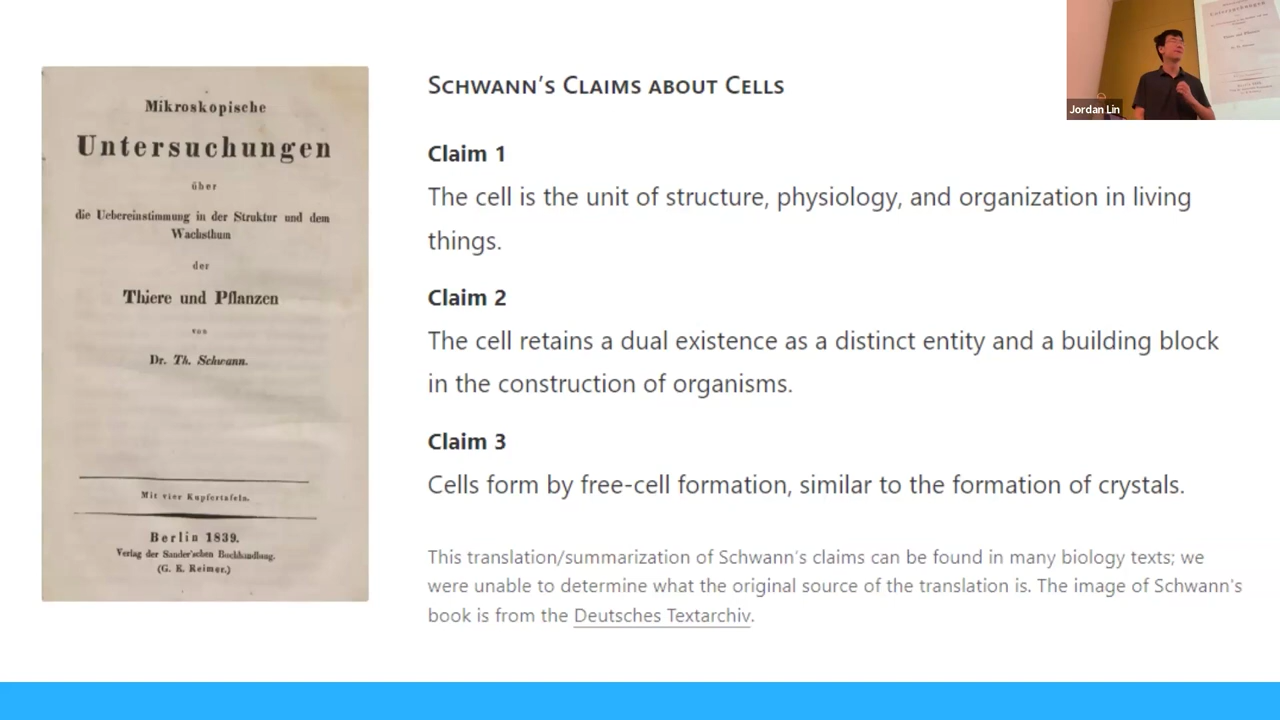 Mikroskopische
Untersuchungen
über
die Uebereinstimmung in der Struktur und dem
Wachsthum
der
Thiere und Pflanzen
von
Dr. Th. Schwann.
Mit vier Kupfertafeln.
Berlin 1839.
Verlag der Sander'schen Buchhandlung.
(G. E. Reimer.)
Schwann's Claims about Cells
Claim 1
The cell is the unit of structure, physiology, and organization in living
things.
Claim 2
The cell retains a dual existence as a distinct entity and a building block
in the construction of organisms.
Claim 3
Cells form by free-cell formation, similar to the formation of crystals.
This translation/summarization of Schwann's claims can be found in many biology texts; we
were unable to determine what the original source of the translation is. The image of Schwann's
book is from the Deutsches Textarchiv.
Jordan Lin